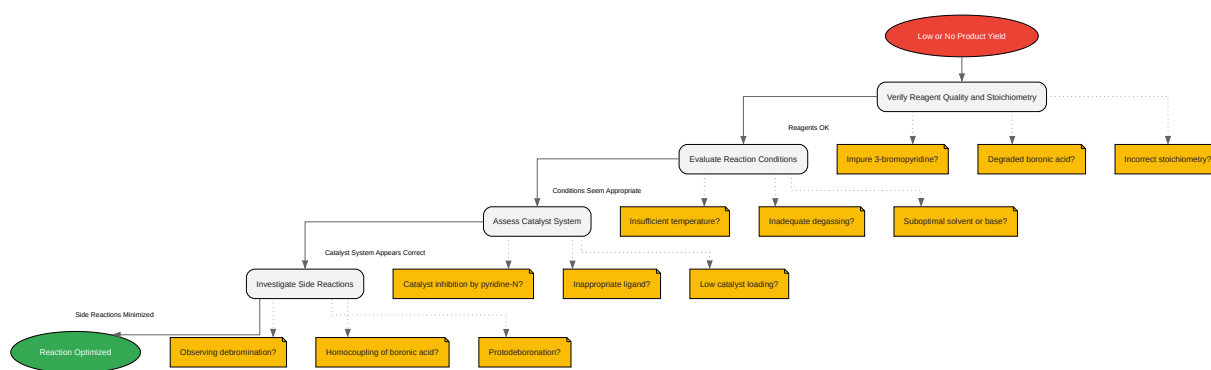 Low or No Product Yield
Verify Reagent Quality and Stoichiometry
Reagents OK
Evaluate Reaction Conditions
Impure 3-bromopyridine?
Degraded boronic acid?
Incorrect stoichiometry?
Conditions Seem Appropriate
Assess Catalyst System
Insufficient temperature?
Inadequate degassing?
Suboptimal solvent or base?
Catalyst System Appears Correct
Investigate Side Reactions
Catalyst inhibition by pyridine-N?
Inappropriate ligand?
Low catalyst loading?
Side Reactions Minimized
Reaction Optimized
Observing debromination?
Homocoupling of boronic acid?
Protodeboronation?